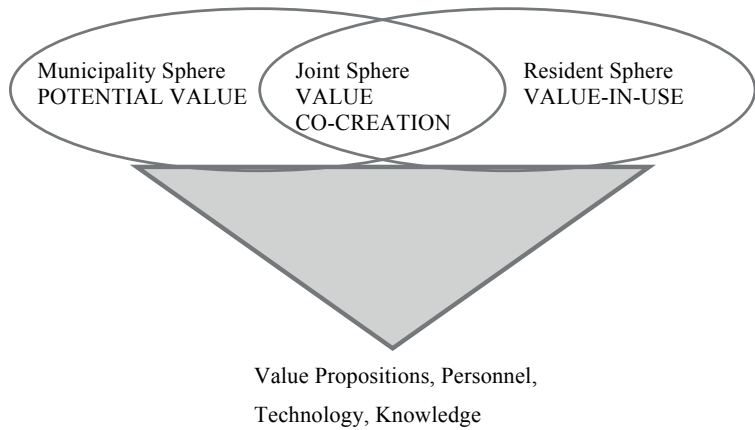 Municipality Sphere
POTENTIAL VALUE
Joint Sphere
VALUE
CO-CREATION
Resident Sphere
VALUE-IN-USE
Value Propositions, Personnel,
Technology, Knowledge